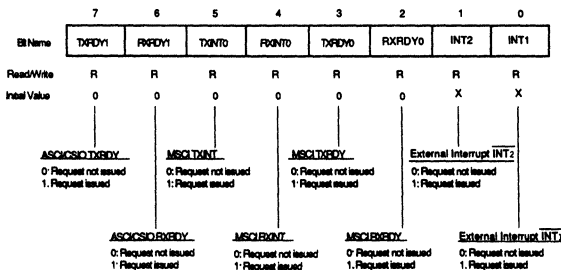 7 6 5 4 3 2 1 0
Bit Name TXRDY1 RXRDY1 TXINT0 RXINT0 TXRDY0 RXRDY0 INT2 INT1
Read/Write R R R R R R R R
Initial Value 0 0 0 0 0 0 X X
ASCI/CSIO TXRDY MSCI TXINT MSCI TXRDY External Interrupt INT2
0: Request not issued 0: Request not issued 0: Request not issued 0: Request not issued
1. Request issued 1: Request issued 1: Request issued 1: Request issued
ASCI/CSIO RXRDY MSCI RXINT MSCI RXRDY External Interrupt INT1
0: Request not issued 0: Request not issued 0: Request not issued 0: Request not issued
1: Request issued 1. Request issued 1: Request issued 1. Request issued